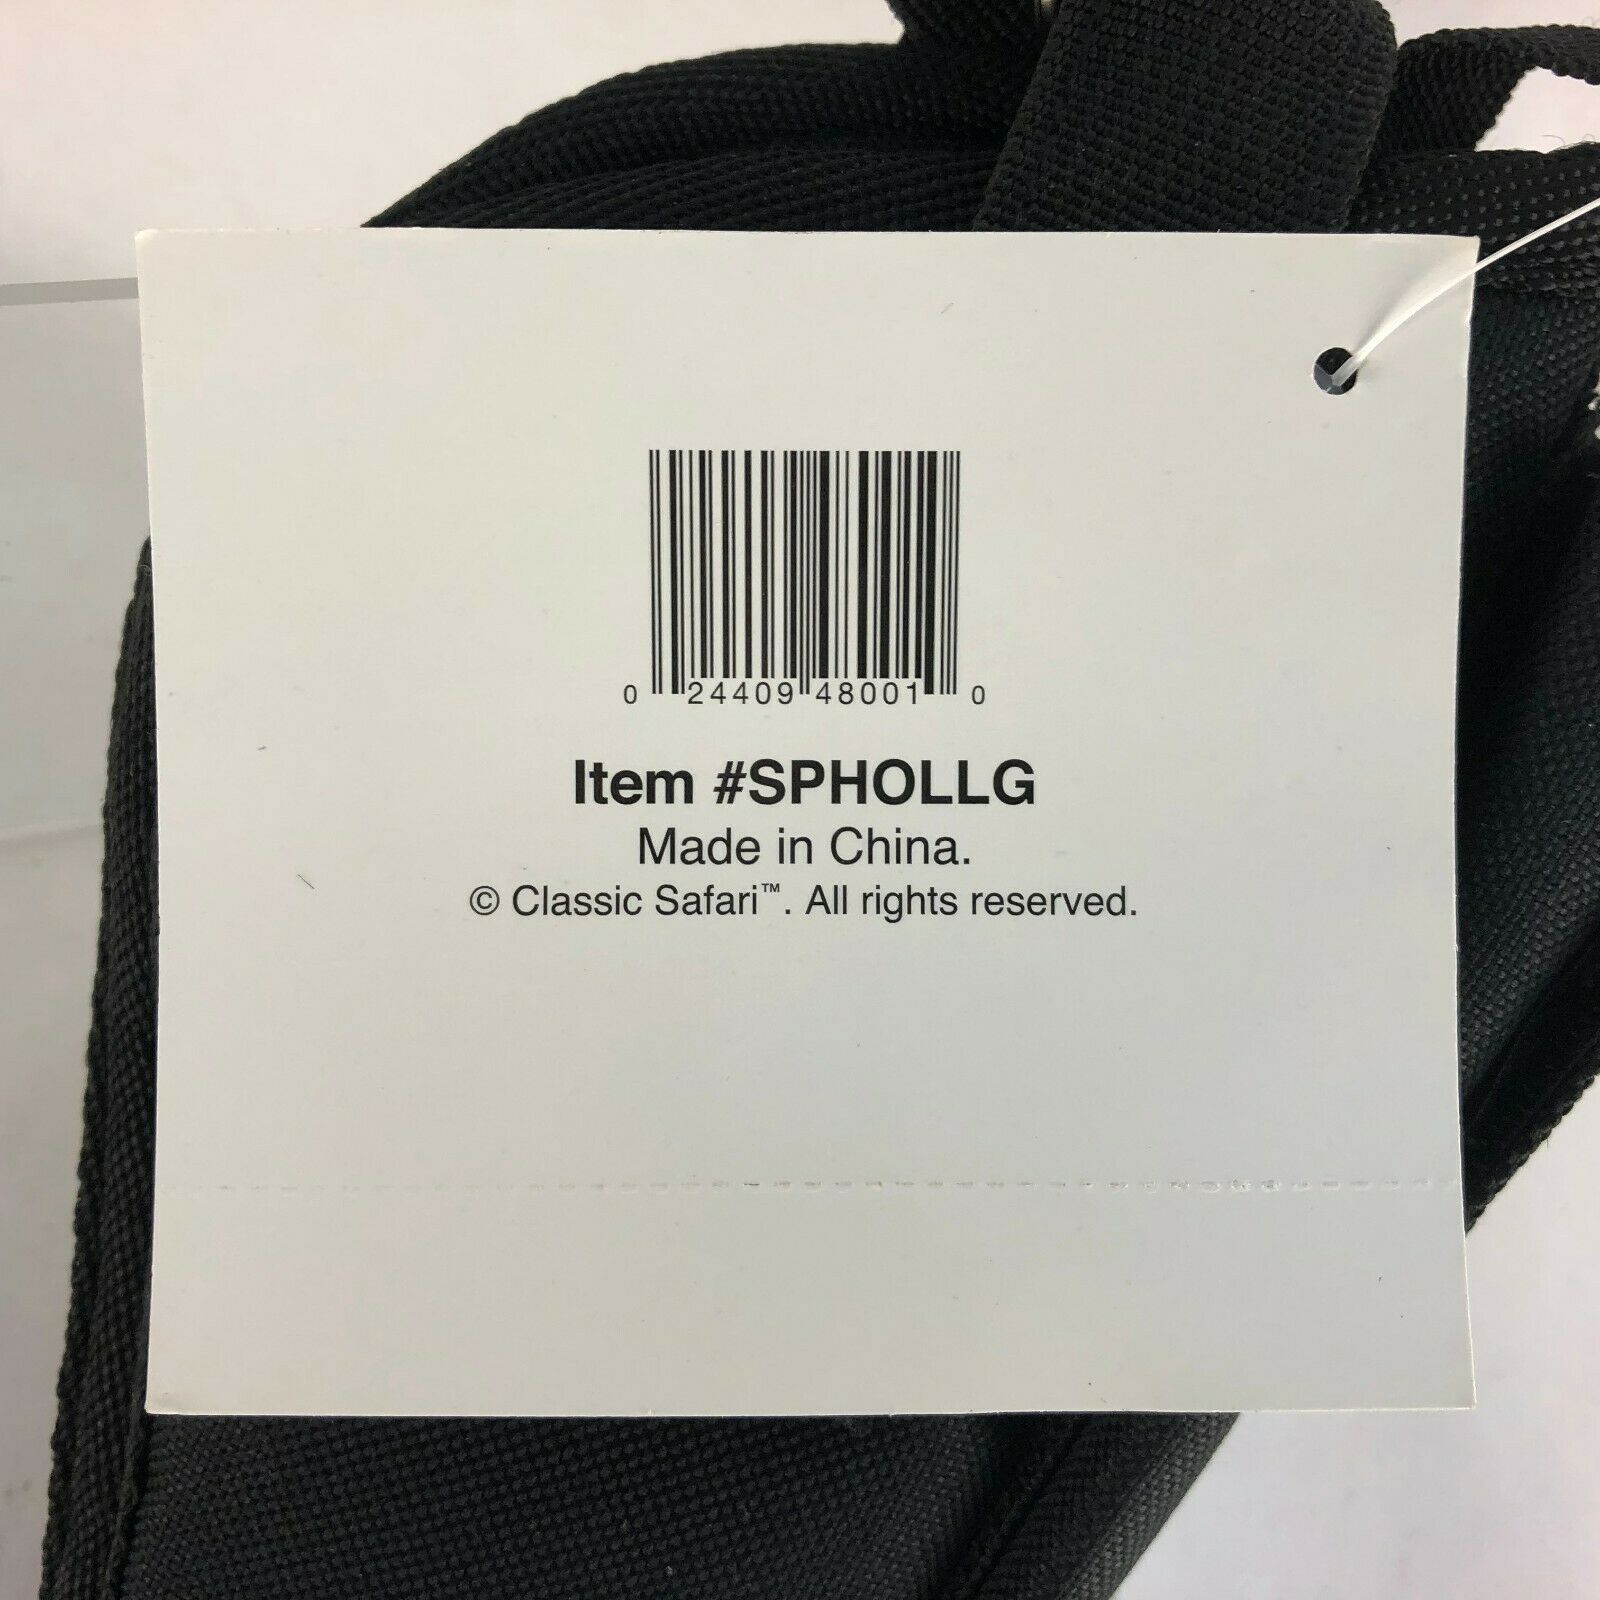 0 24409 48001 0
Item #SPHOLLG
Made in China.
© Classic Safari™. All rights reserved.